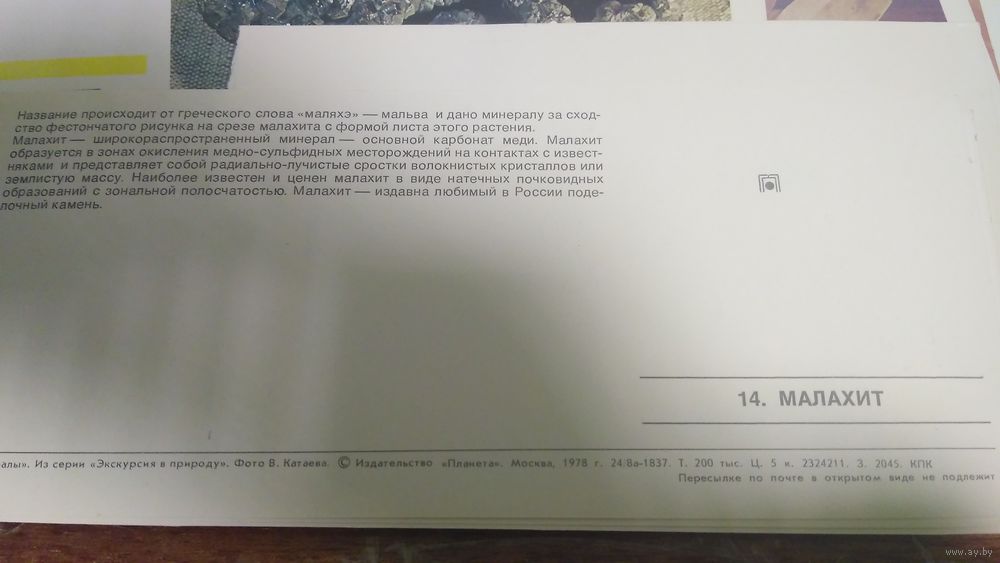 Название происходит от греческого слова «маляхэ» — мальва и дано минералу за сход-
ство фестончатого рисунка на срезе малахита с формой листа этого растения.
Малахит — широкораспространенный минерал — основной карбонат меди. Малахит
образуется в зонах окисления медно-сульфидных месторождений на контактах с извест-
няками и представляет собой радиально-лучистые сростки волокнистых кристаллов или
землистую массу. Наиболее известен и ценен малахит в виде натечных почковидных
образований с зональной полосчатостью. Малахит — издавна любимый в России поде-
лочный камень.
14. МАЛАХИТ
алы». Из серии «Экскурсия в природу». Фото В. Катаева. © Издательство «Планета». Москва, 1978 г. 24/8а-1837. Т. 200 тыс. Ц. 5 к. 2324211. З. 2045. КПК
Пересылке по почте в открытом виде не подлежит
www.ay.by